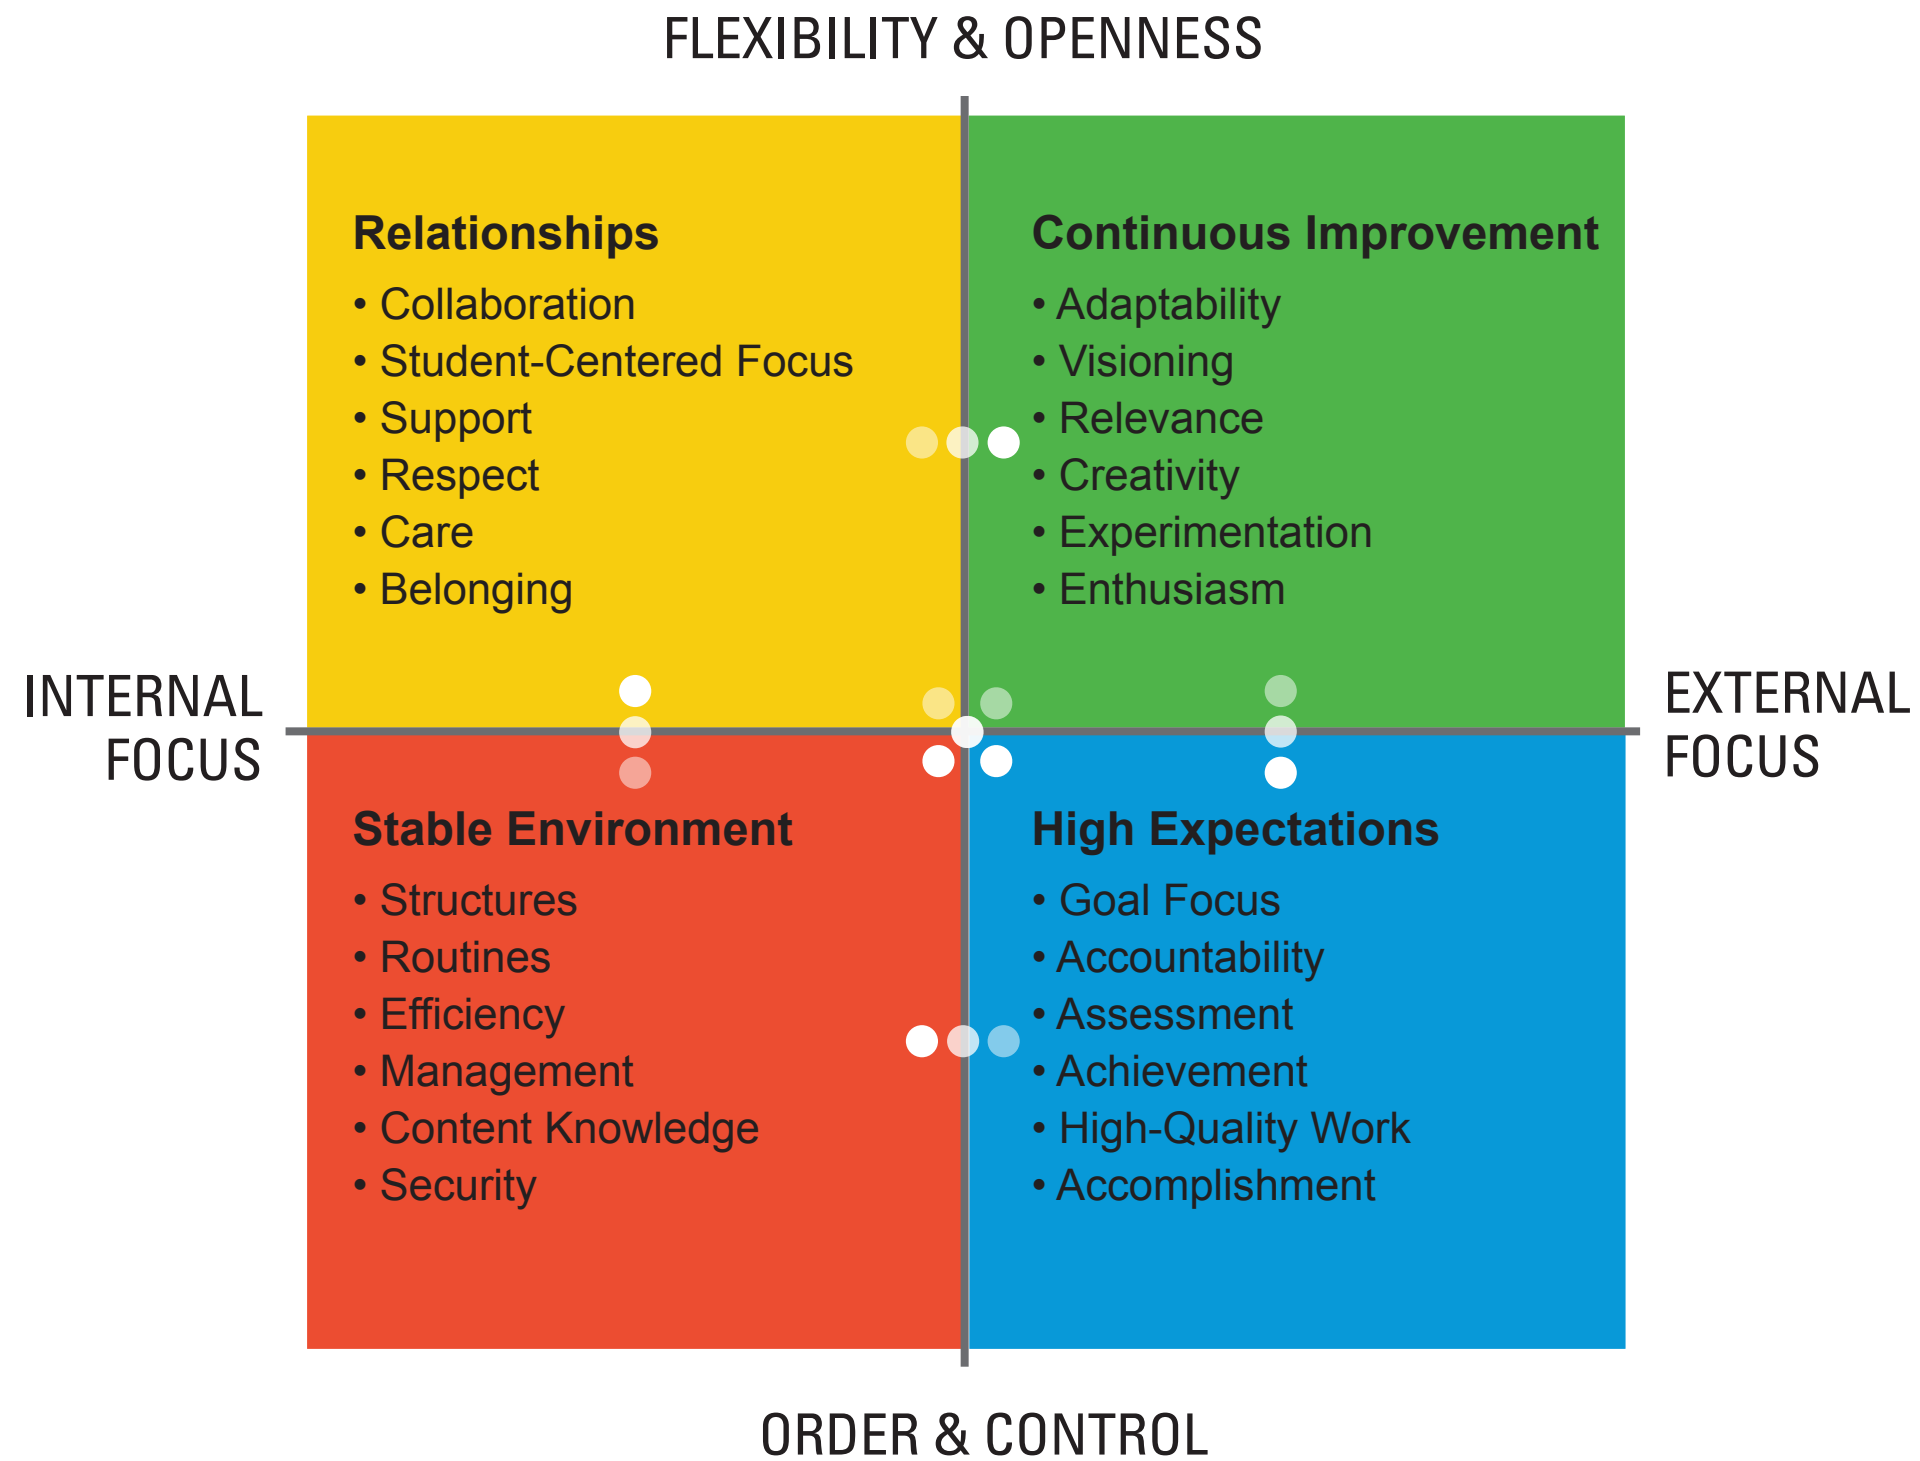 FLEXIBILITY & OPENNESS
Relationships
• Collaboration
• Student-Centered Focus
• Support
• Respect
• Care
• Belonging
Continuous Improvement
• Adaptability
• Visioning
• Relevance
• Creativity
• Experimentation
• Enthusiasm
INTERNAL
FOCUS
EXTERNAL
FOCUS
Stable Environment
• Structures
• Routines
• Efficiency
• Management
• Content Knowledge
• Security
High Expectations
• Goal Focus
• Accountability
• Assessment
• Achievement
• High-Quality Work
• Accomplishment
ORDER & CONTROL